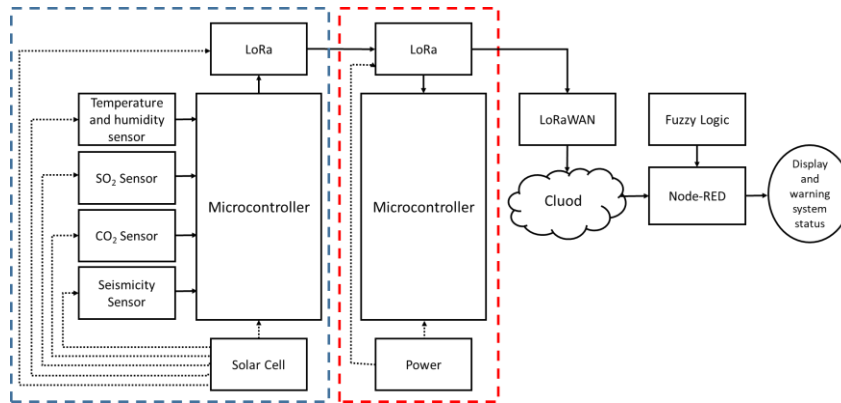 LoRa
LoRa
Temperature
and humidity
sensor
LoRaWAN
Fuzzy Logic
SO₂ Sensor
Display
and
warning
system
status
Microcontroller
Microcontroller
Cluod
Node-RED
CO₂ Sensor
Seismicity
Sensor
Solar Cell
Power